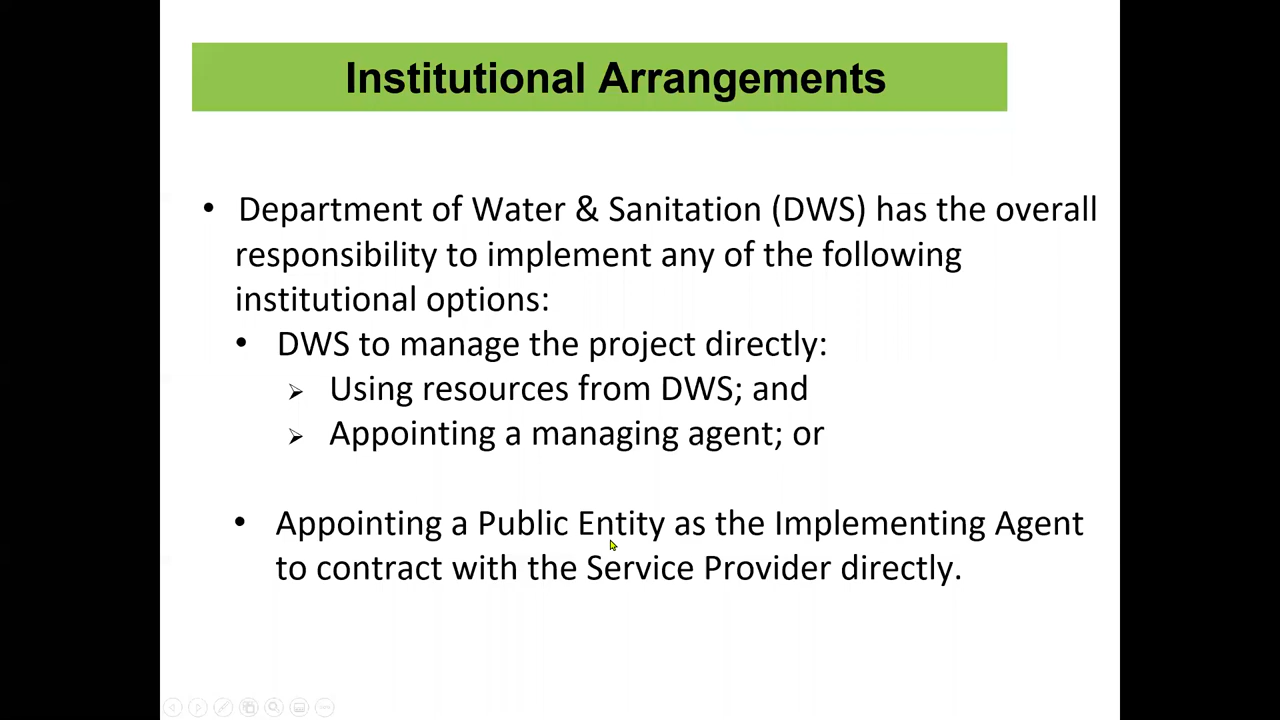 Institutional Arrangements
• Department of Water & Sanitation (DWS) has the overall
responsibility to implement any of the following
institutional options:
• DWS to manage the project directly:
➢ Using resources from DWS; and
➢ Appointing a managing agent; or
• Appointing a Public Entity as the Implementing Agent
to contract with the Service Provider directly.